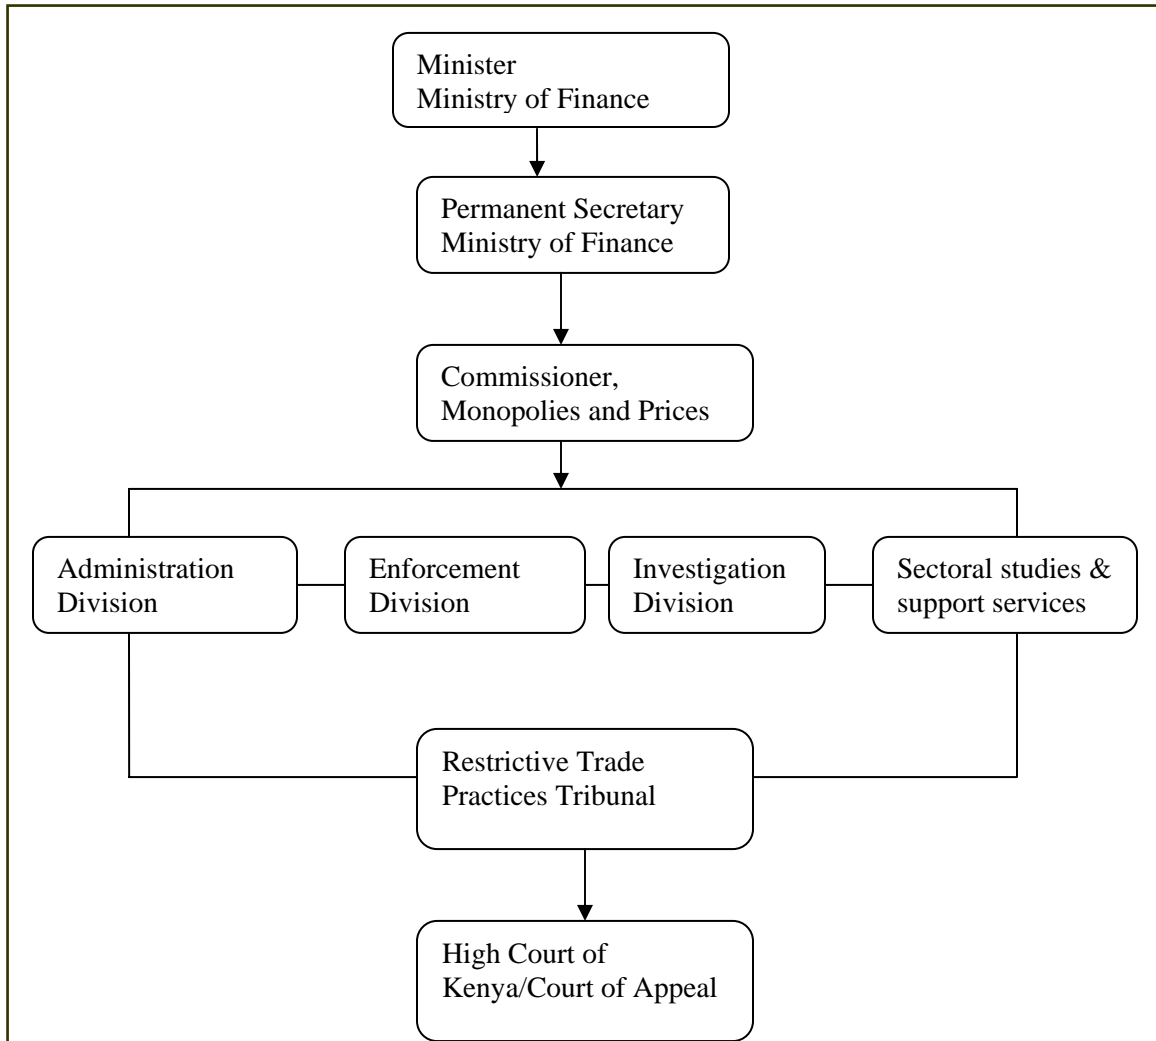 Minister
Ministry of Finance
Permanent Secretary
Ministry of Finance
Commissioner,
Monopolies and Prices
Administration
Division
Enforcement
Division
Investigation
Division
Sectoral studies &
support services
Restrictive Trade
Practices Tribunal
High Court of
Kenya/Court of Appeal